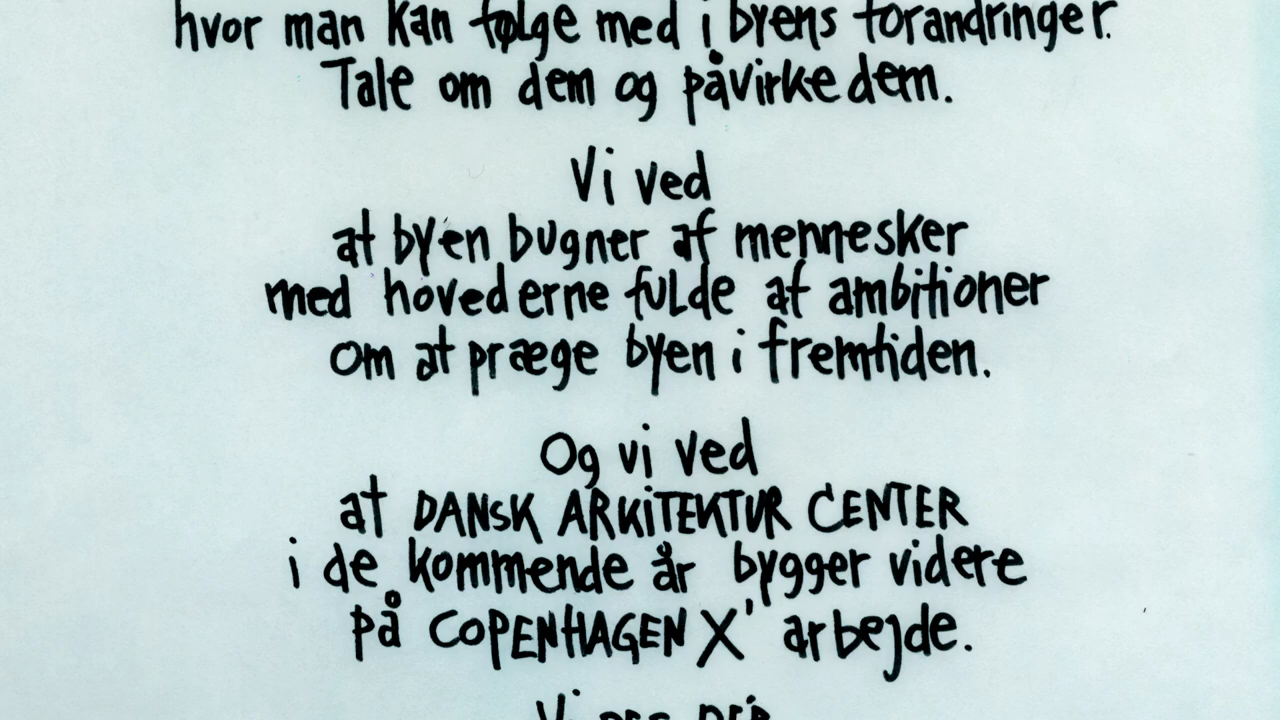 hvor man kan følge med i byens forandringer.
Tale om dem og påvirke dem.
Vi ved
at byen bugner af mennesker
med hovederne fulde af ambitioner
om at præge byen i fremtiden.
Og vi ved
at DANSK ARKiTEKTUR CENTER
i de kommende år bygger videre
på COPENHAGEN X' arbejde.
Vi